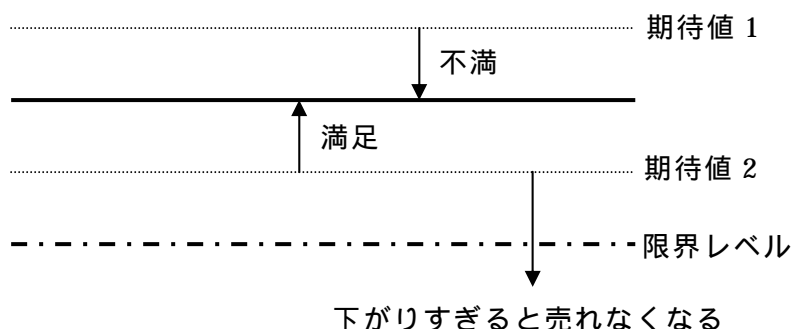 期待値 1
不満
満足
期待値 2
限界レベル
下がりすぎると売れなくなる